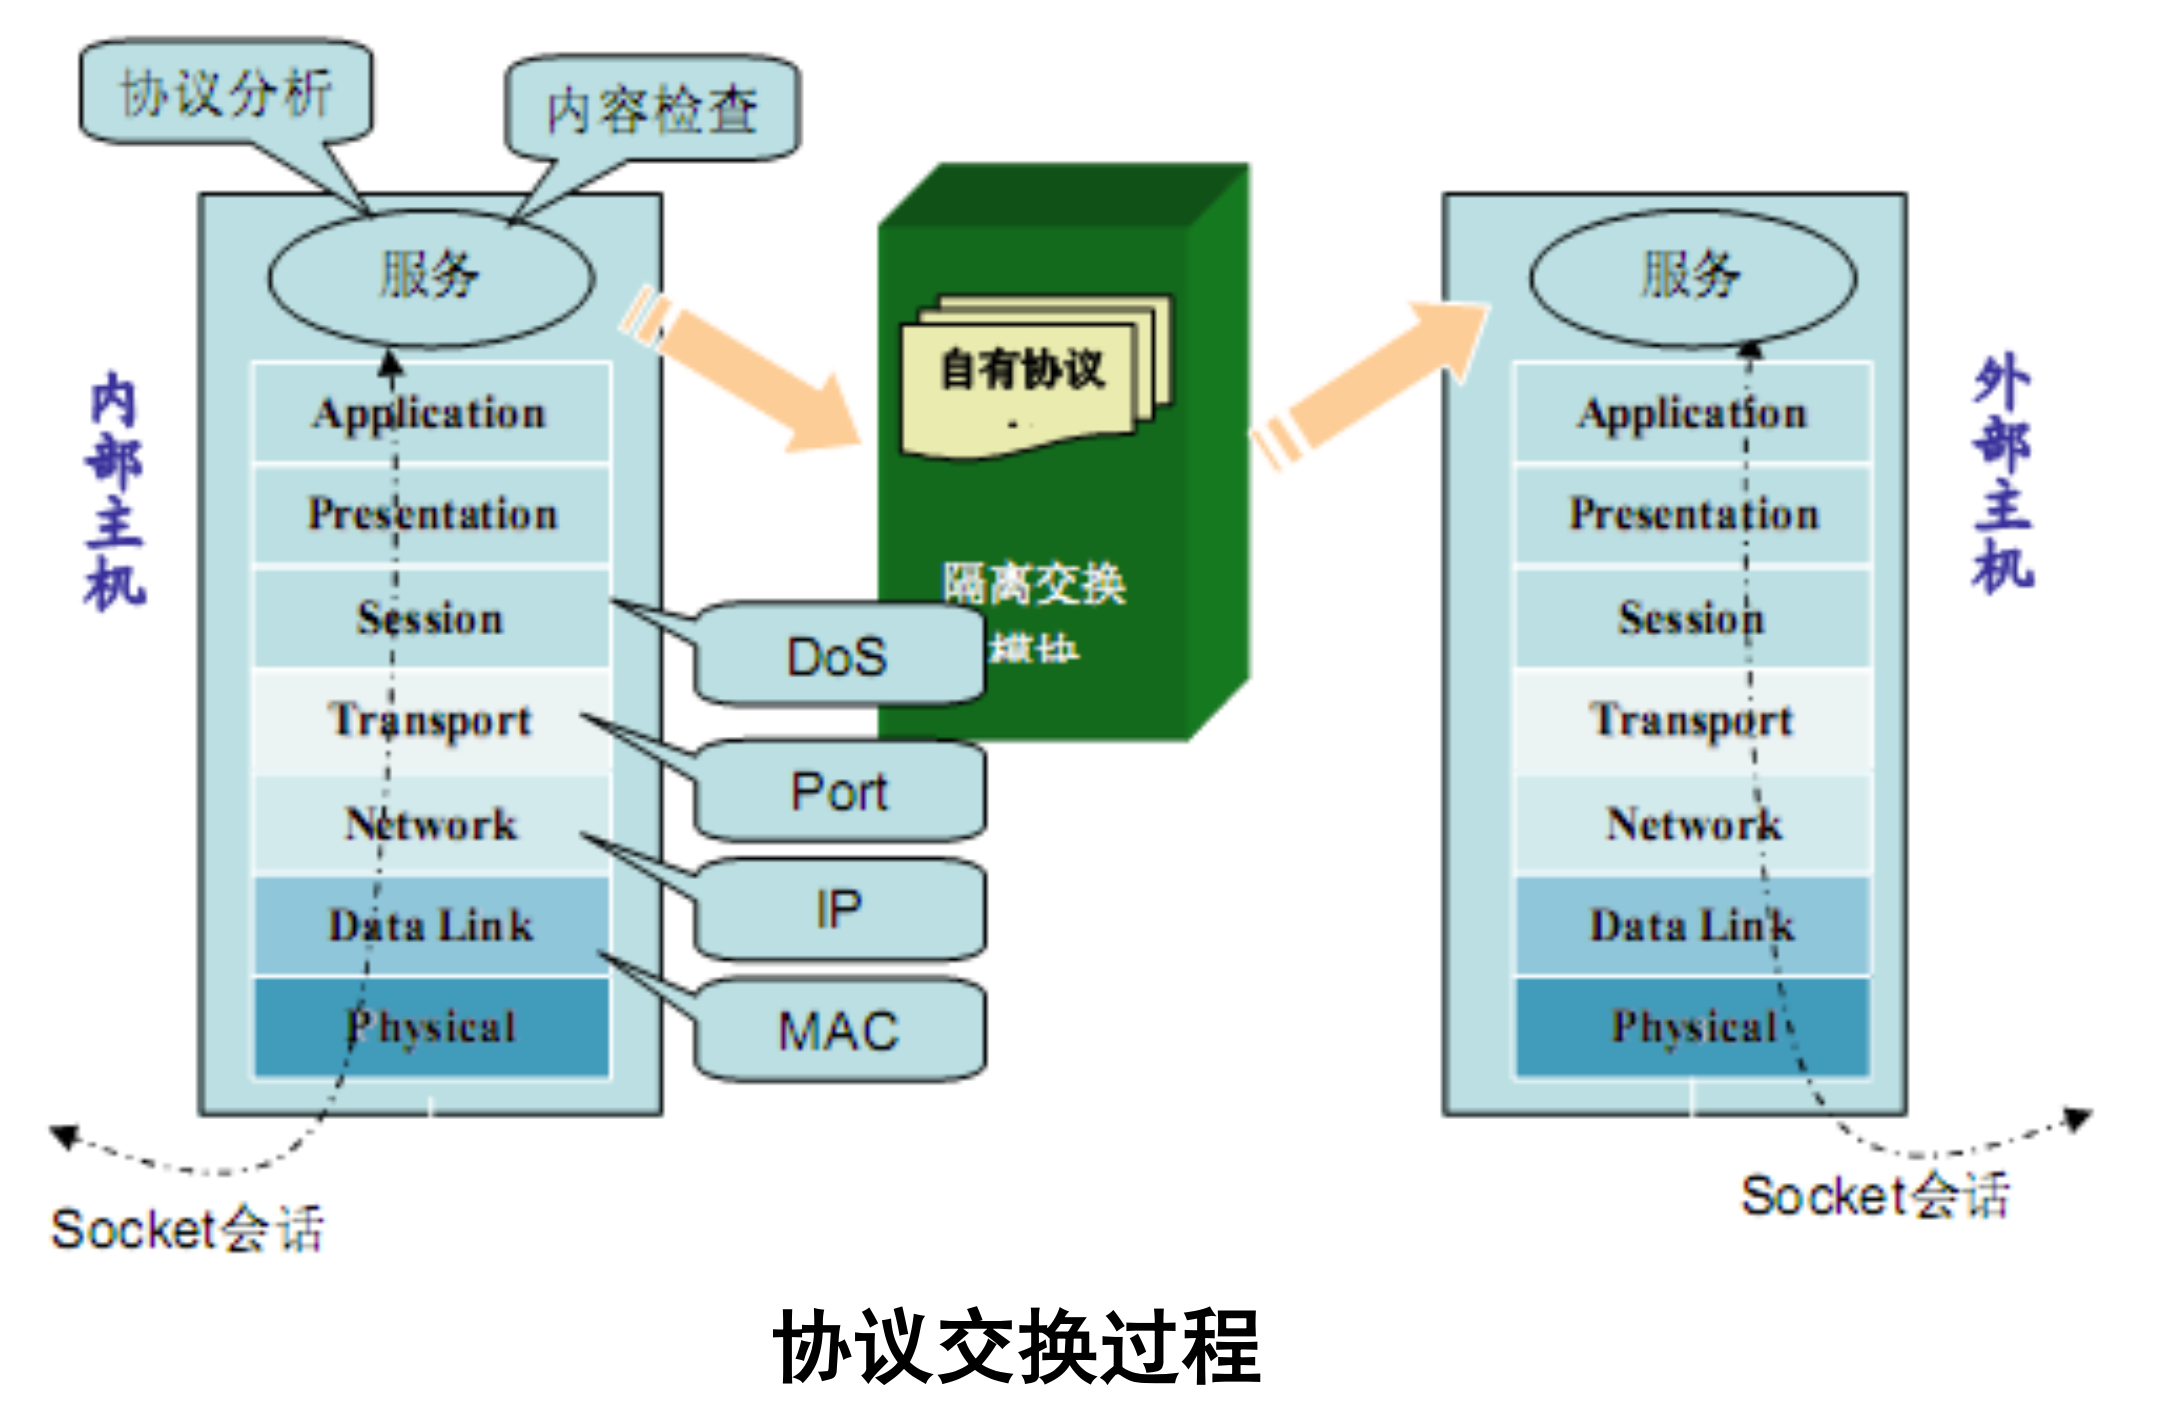 协议分析
内容检查
服务
服务
自有协议
内部主机
外部主机
Application
Presentation
Session
Transport
Network
Data Link
Physical
隔离交换
模块
DoS
Port
IP
MAC
Application
Presentation
Session
Transport
Network
Data Link
Physical
Socket会话
Socket会话
协议交换过程